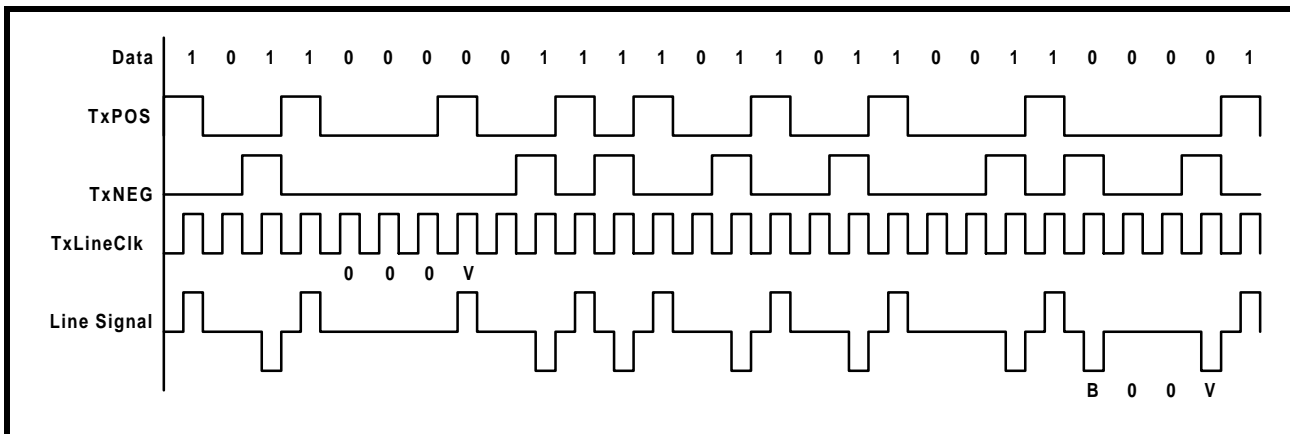 Data 1 0 1 1 0 0 0 0 0 1 1 1 1 0 1 1 0 1 1 0 0 1 1 0 0 0 0 1
TxPOS
TxNEG
TxLineClk
0 0 0 V
Line Signal
B 0 0 V